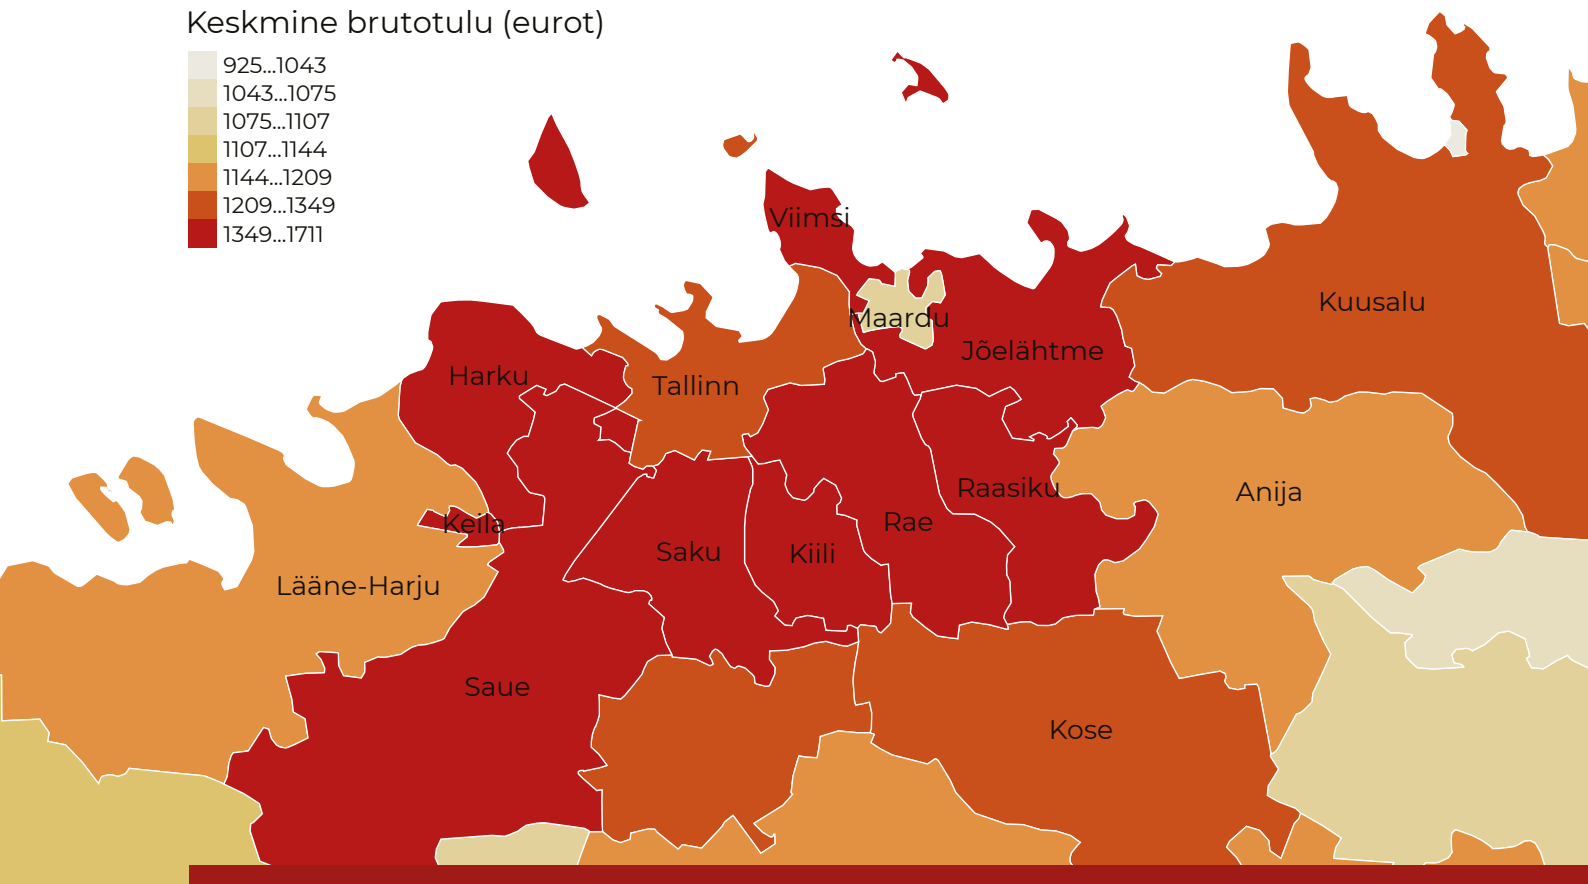 Keskmine brutotulu (eurot)
925...1043
1043...1075
1075...1107
1107...1144
1144...1209
1209...1349
1349...1711
Viimsi
Kuusalu
Maardu
Jõelähtme
Harku
Tallinn
Raasiku
Anija
Keila
Rae
Saku
Kiili
Lääne-Harju
Saue
Kose